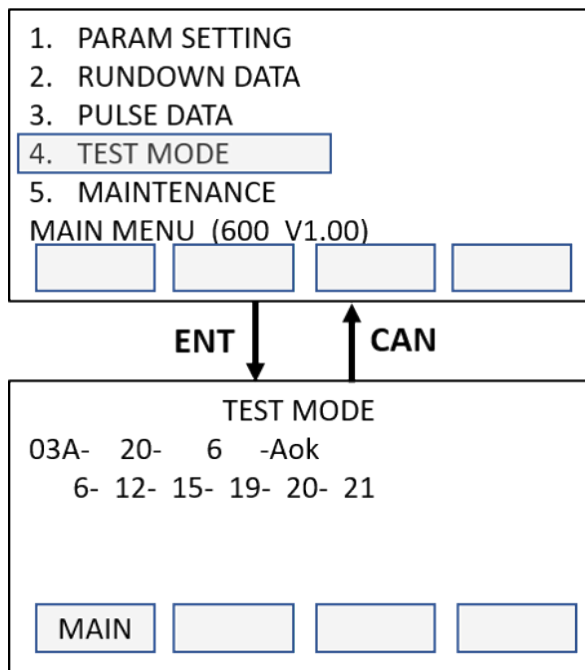 1. PARAM SETTING
2. RUNDOWN DATA
3. PULSE DATA
4. TEST MODE
5. MAINTENANCE
MAIN MENU (600 V1.00)
ENT CAN
TEST MODE
03A- 20- 6 -Aok
6- 12- 15- 19- 20- 21
MAIN